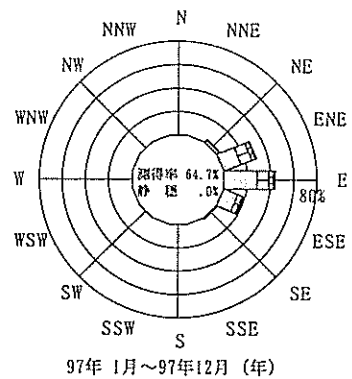 N
NNW NNE
NW NE
WNW ENE
測得率 64.7%
W E
静 穏 .0%
80%
WSW ESE
SW SE
SSW SSE
S
97年 1月～97年12月 (年)